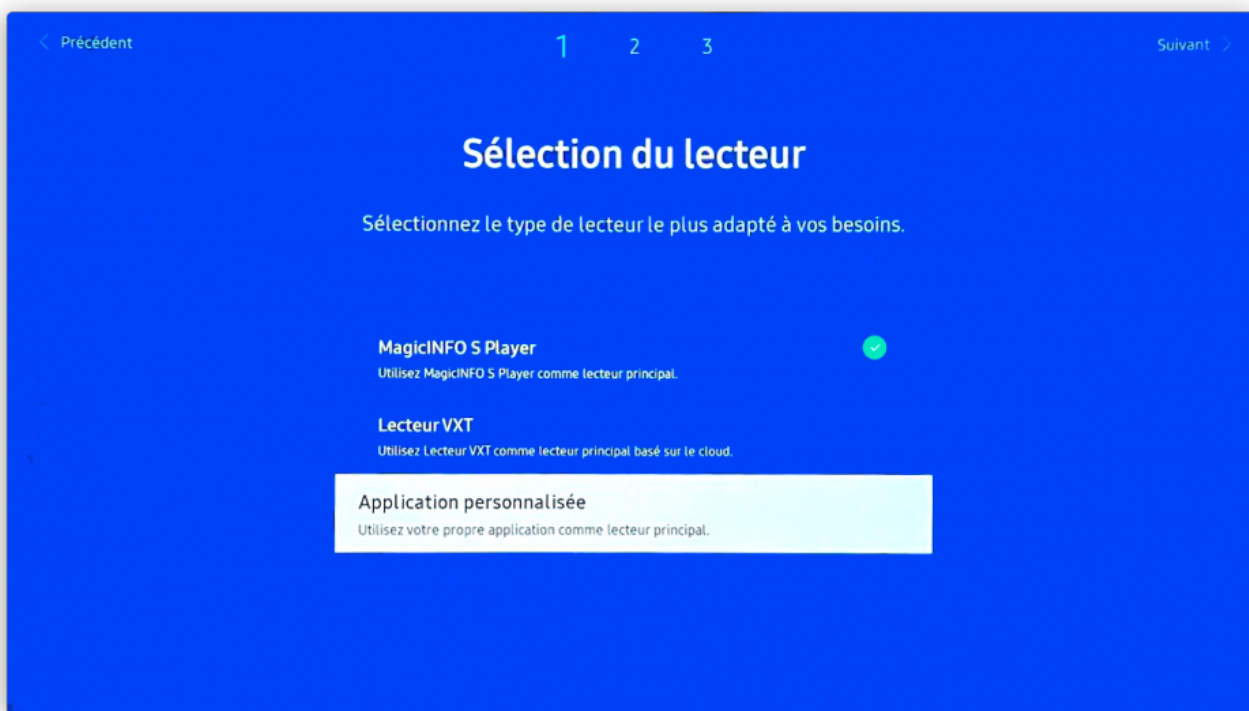 Précédent
1 2 3
Suivant
Sélection du lecteur
Sélectionnez le type de lecteur le plus adapté à vos besoins.
MagicINFO S Player
Utilisez MagicINFO S Player comme lecteur principal.
Lecteur VXT
Utilisez Lecteur VXT comme lecteur principal basé sur le cloud.
Application personnalisée
Utilisez votre propre application comme lecteur principal.